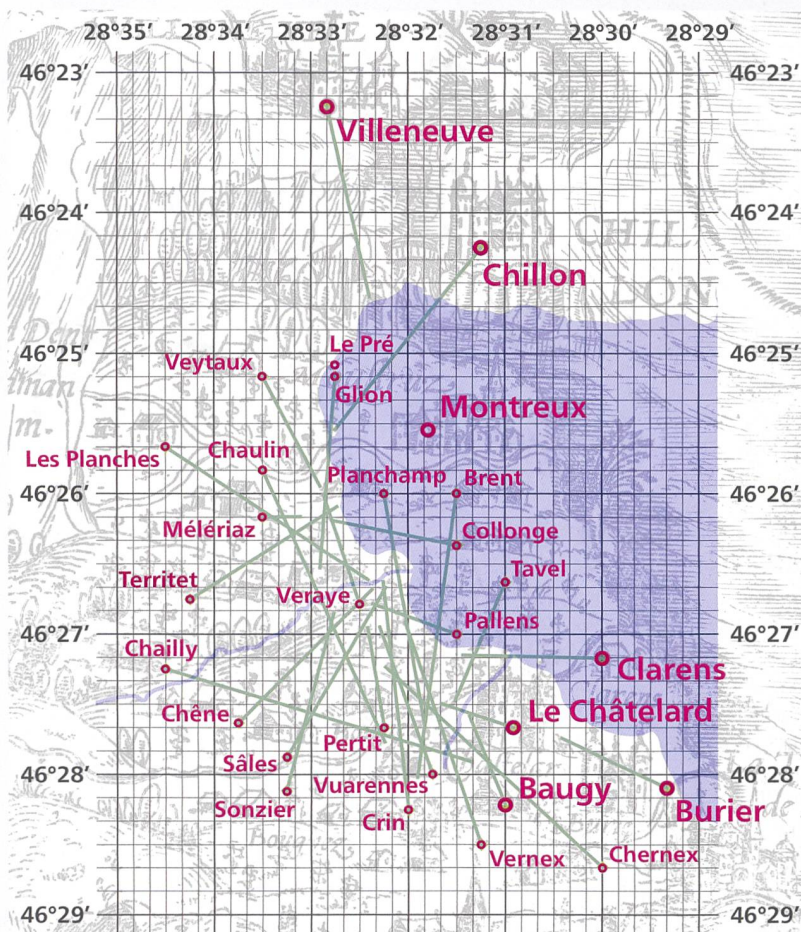 28°35′ 28°34′ 28°33′ 28°32′ 28°31′ 28°30′ 28°29′
46°23′ 46°23′
Villeneuve
46°24′ 46°24′
CHIL
Chillon
LON
Dent
Le Pré
46°25′ 46°25′
Veytaux
Glion
Montreux
Les Planches
Chaulin
Planchamp Brent
46°26′ 46°26′
Mélériaz
Collonge
Territet
Tavel
Veraye
Pallens
46°27′ 46°27′
Chailly
Clarens
Chêne
Le Châtelard
Pertit
Sâles
46°28′ 46°28′
Vuarennes
Baugy
Sonzier
Burier
Crin
Vernex
Chernex
46°29′ 46°29′